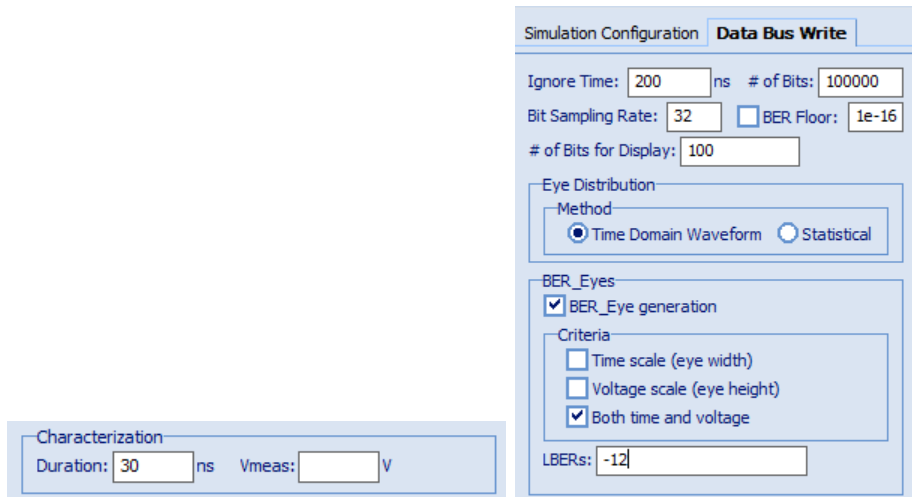 Simulation Configuration Data Bus Write
Ignore Time: 200 ns # of Bits: 100000
Bit Sampling Rate: 32 BER Floor: 1e-16
# of Bits for Display: 100
Eye Distribution
Method
Time Domain Waveform Statistical
BER_Eyes
BER_Eye generation
Criteria
Time scale (eye width)
Voltage scale (eye height)
Both time and voltage
LBERs: -12
Characterization
Duration: 30 ns Vmeas: V